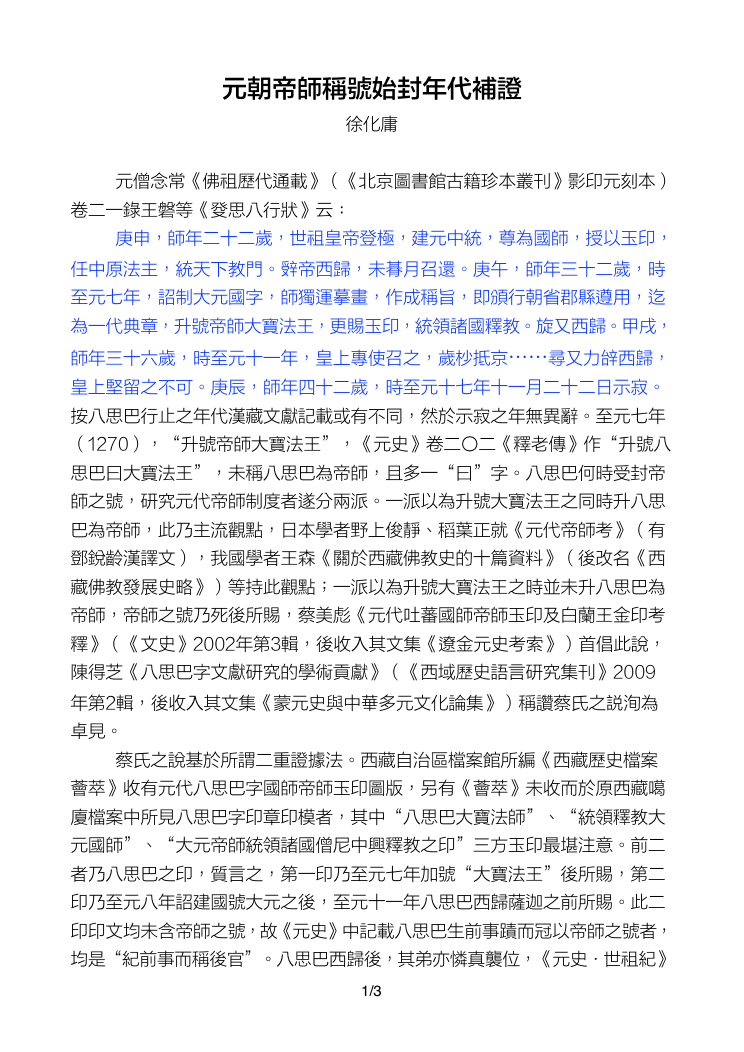 元朝帝師稱號始封年代補證
徐化庸
元僧念常《佛祖歷代通載》（《北京圖書館古籍珍本叢刊》影印元刻本）
卷二一錄王磐等《發思八行狀》云：
庚申，師年二十二歲，世祖皇帝登極，建元中統，尊為國師，授以玉印，
任中原法主，統天下教門。辤帝西歸，未朞月召還。庚午，師年三十二歲，時
至元七年，詔制大元國字，師獨運摹畫，作成稱旨，即頒行朝省郡縣遵用，迄
為一代典章，升號帝師大寶法王，更賜玉印，統領諸國釋教。旋又西歸。甲戌，
師年三十六歲，時至元十一年，皇上專使召之，歲杪抵京……尋又力辝西歸，
皇上堅留之不可。庚辰，師年四十二歲，時至元十七年十一月二十二日示寂。
按八思巴行止之年代漢藏文獻記載或有不同，然於示寂之年無異辭。至元七年
（1270），“升號帝師大寶法王”，《元史》卷二〇二《釋老傳》作“升號八
思巴曰大寶法王”，未稱八思巴為帝師，且多一“曰”字。八思巴何時受封帝
師之號，研究元代帝師制度者遂分兩派。一派以為升號大寶法王之同時升八思
巴為帝師，此乃主流觀點，日本學者野上俊靜、稻葉正就《元代帝師考》（有
鄧銳齡漢譯文），我國學者王森《關於西藏佛教史的十篇資料》（後改名《西
藏佛教發展史略》）等持此觀點；一派以為升號大寶法王之時並未升八思巴為
帝師，帝師之號乃死後所賜，蔡美彪《元代吐蕃國師帝師玉印及白蘭王金印考
釋》（《文史》2002年第3輯，後收入其文集《遼金元史考索》）首倡此說，
陳得芝《八思巴字文獻研究的學術貢獻》（《西域歷史語言研究集刊》2009
年第2輯，後收入其文集《蒙元史與中華多元文化論集》）稱讚蔡氏之説洵為
卓見。
蔡氏之說基於所謂二重證據法。西藏自治區檔案館所編《西藏歷史檔案
薈萃》收有元代八思巴字國師帝師玉印圖版，另有《薈萃》未收而於原西藏噶
廈檔案中所見八思巴字印章印模者，其中“八思巴大寶法師”、“統領釋教大
元國師”、“大元帝師統領諸國僧尼中興釋教之印”三方玉印最堪注意。前二
者乃八思巴之印，質言之，第一印乃至元七年加號“大寶法王”後所賜，第二
印乃至元八年詔建國號大元之後，至元十一年八思巴西歸薩迦之前所賜。此二
印印文均未含帝師之號，故《元史》中記載八思巴生前事蹟而冠以帝師之號者，
均是“紀前事而稱後官”。八思巴西歸後，其弟亦憐真襲位，《元史·世祖紀》
1/3